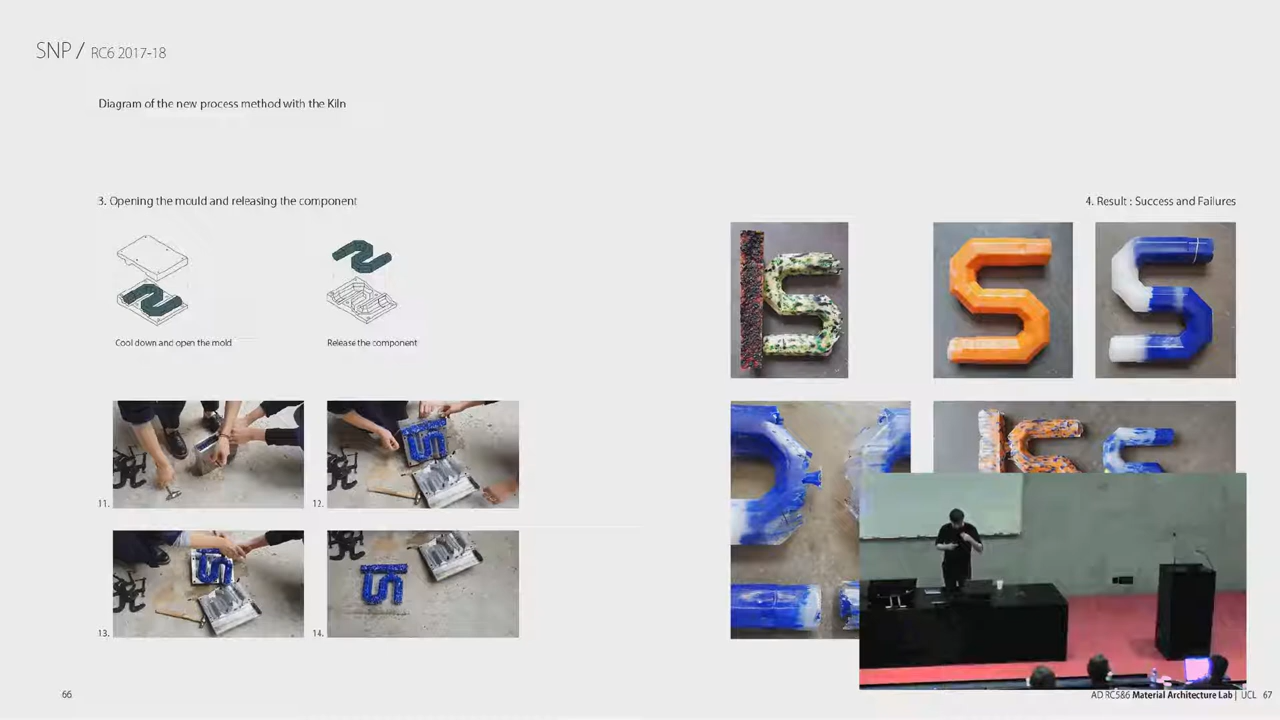 SNP / RC6 2017-18
Diagram of the new process method with the Kiln
3. Opening the mould and releasing the component
4. Result : Success and Failures
Cool down and open the mold
Release the component
11.
12.
13.
14.
66
AD RC5&6 Material Architecture Lab | UCL 67